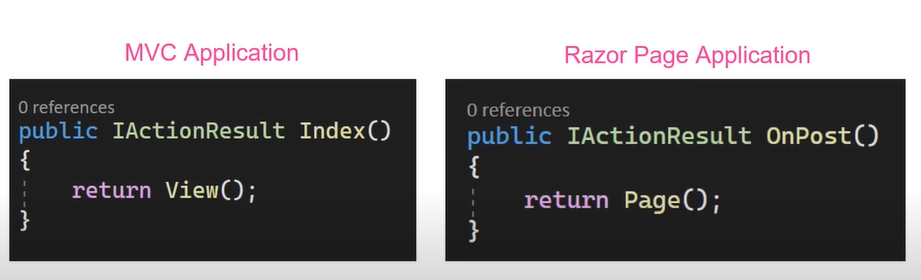 MVC Application
0 references
public IActionResult Index()
{
return View();
}
Razor Page Application
0 references
public IActionResult OnPost()
{
return Page();
}